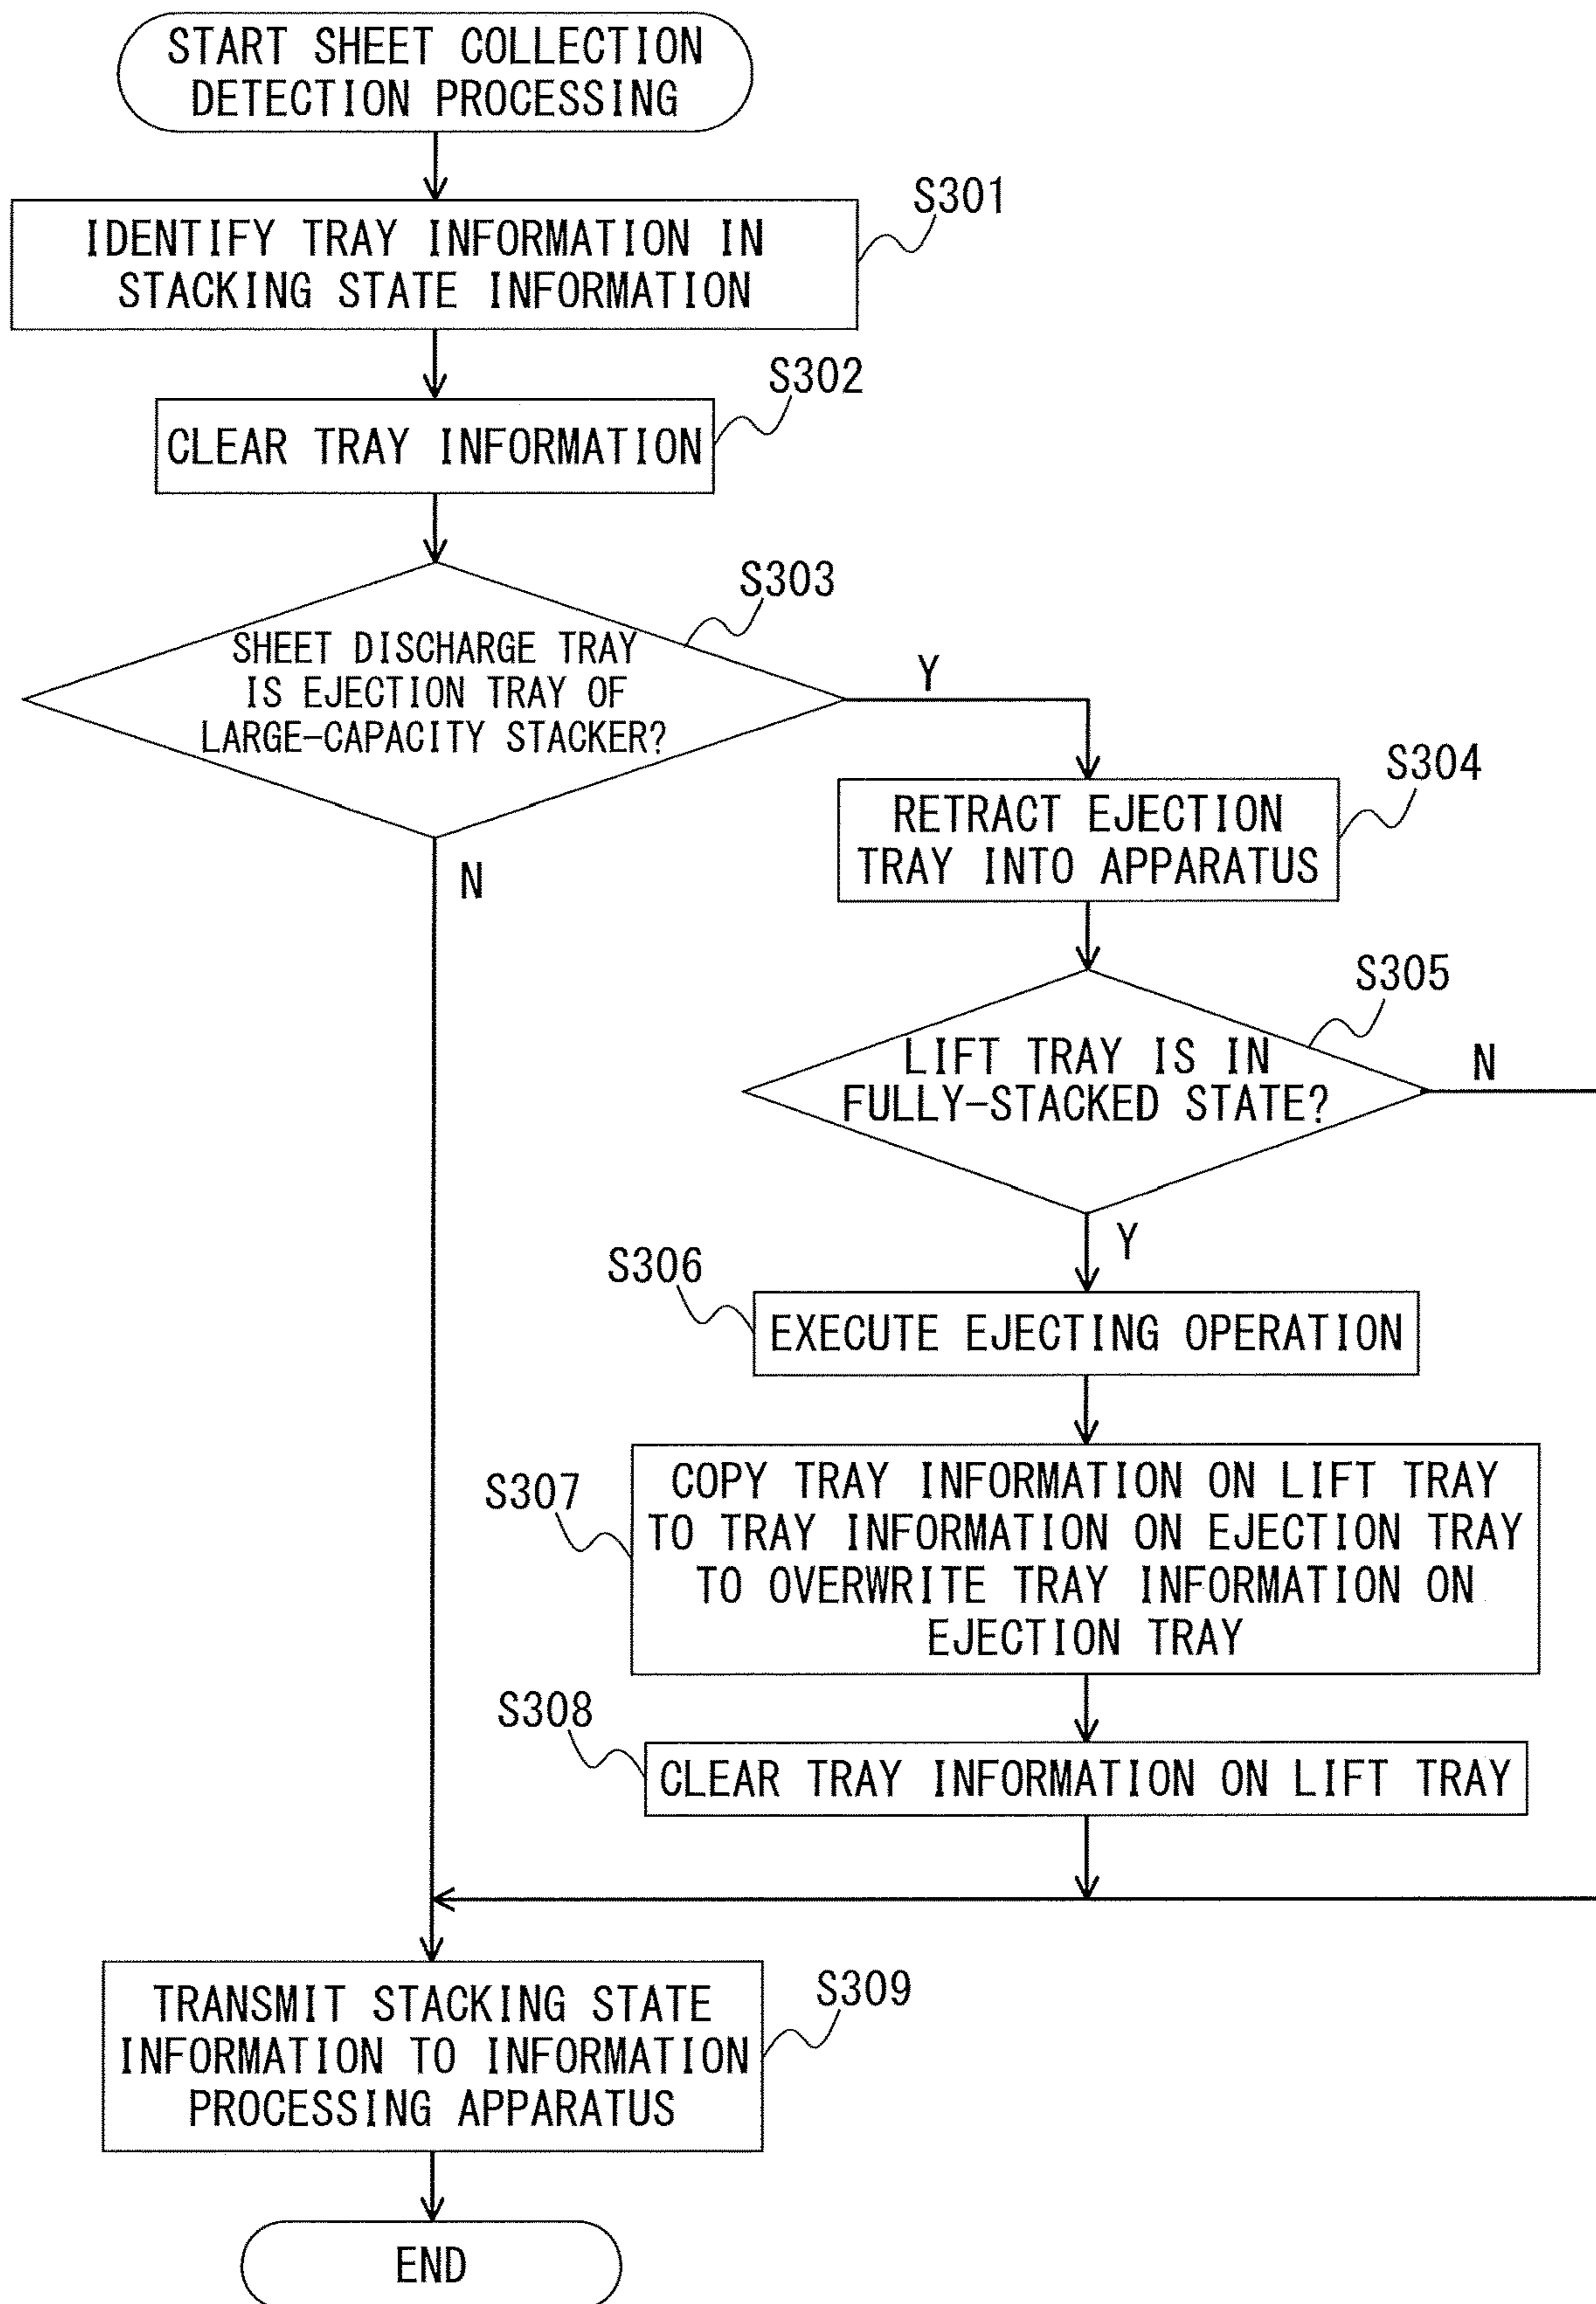 START SHEET COLLECTION
DETECTION PROCESSING
S301
IDENTIFY TRAY INFORMATION IN
STACKING STATE INFORMATION
S302
CLEAR TRAY INFORMATION
S303
SHEET DISCHARGE TRAY
IS EJECTION TRAY OF
LARGE-CAPACITY STACKER?
Y
N
S304
RETRACT EJECTION
TRAY INTO APPARATUS
S305
LIFT TRAY IS IN
FULLY-STACKED STATE?
N
Y
S306
EXECUTE EJECTING OPERATION
S307
COPY TRAY INFORMATION ON LIFT TRAY
TO TRAY INFORMATION ON EJECTION TRAY
TO OVERWRITE TRAY INFORMATION ON
EJECTION TRAY
S308
CLEAR TRAY INFORMATION ON LIFT TRAY
S309
TRANSMIT STACKING STATE
INFORMATION TO INFORMATION
PROCESSING APPARATUS
END